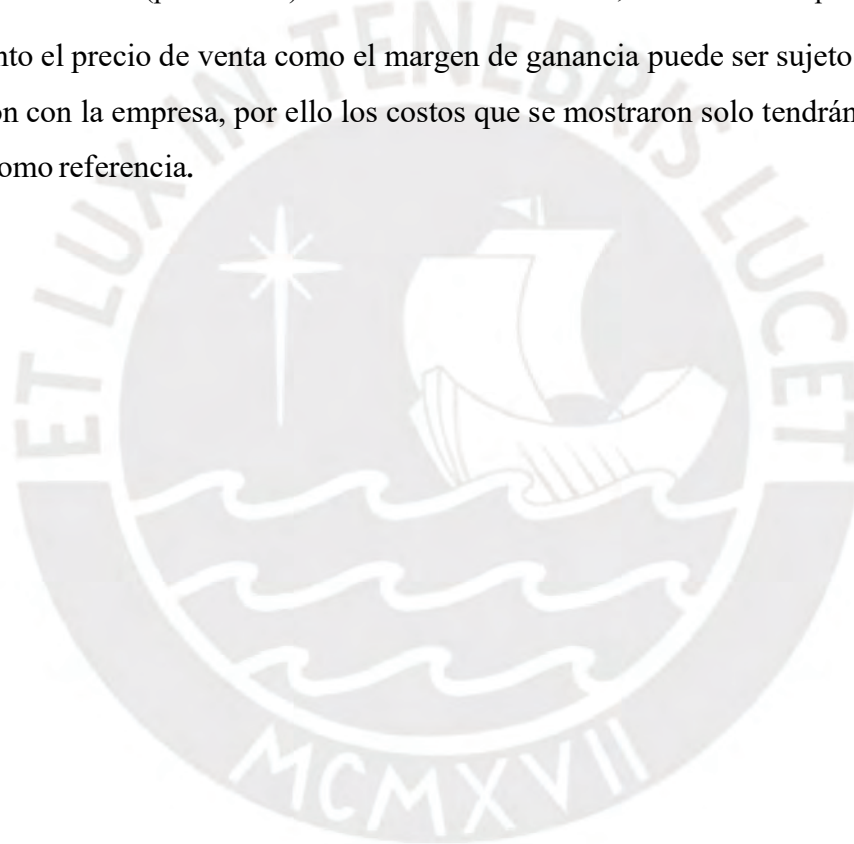 nto el precio de venta como el margen de ganancia puede ser sujeto
n con la empresa, por ello los costos que se mostraron solo tendrán
omo referencia.
ET LUX IN TENEBRIS LUCET
MCMXVII